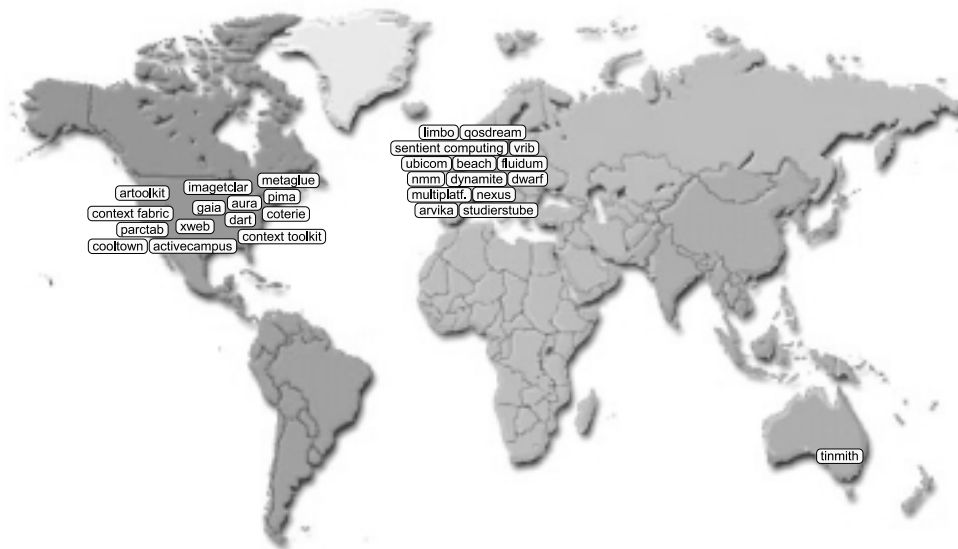 limbo qosdream
sentient computing vrib
ubicom beach fluidum
nmm dynamite dwarf
multiplatf. nexus
arvika studierstube
metaglue
imagetclar
artoolkit
pima
aura
gaia
context fabric
coterie
dart
xweb
parctab
context toolkit
cooltown activecampus
tinmith